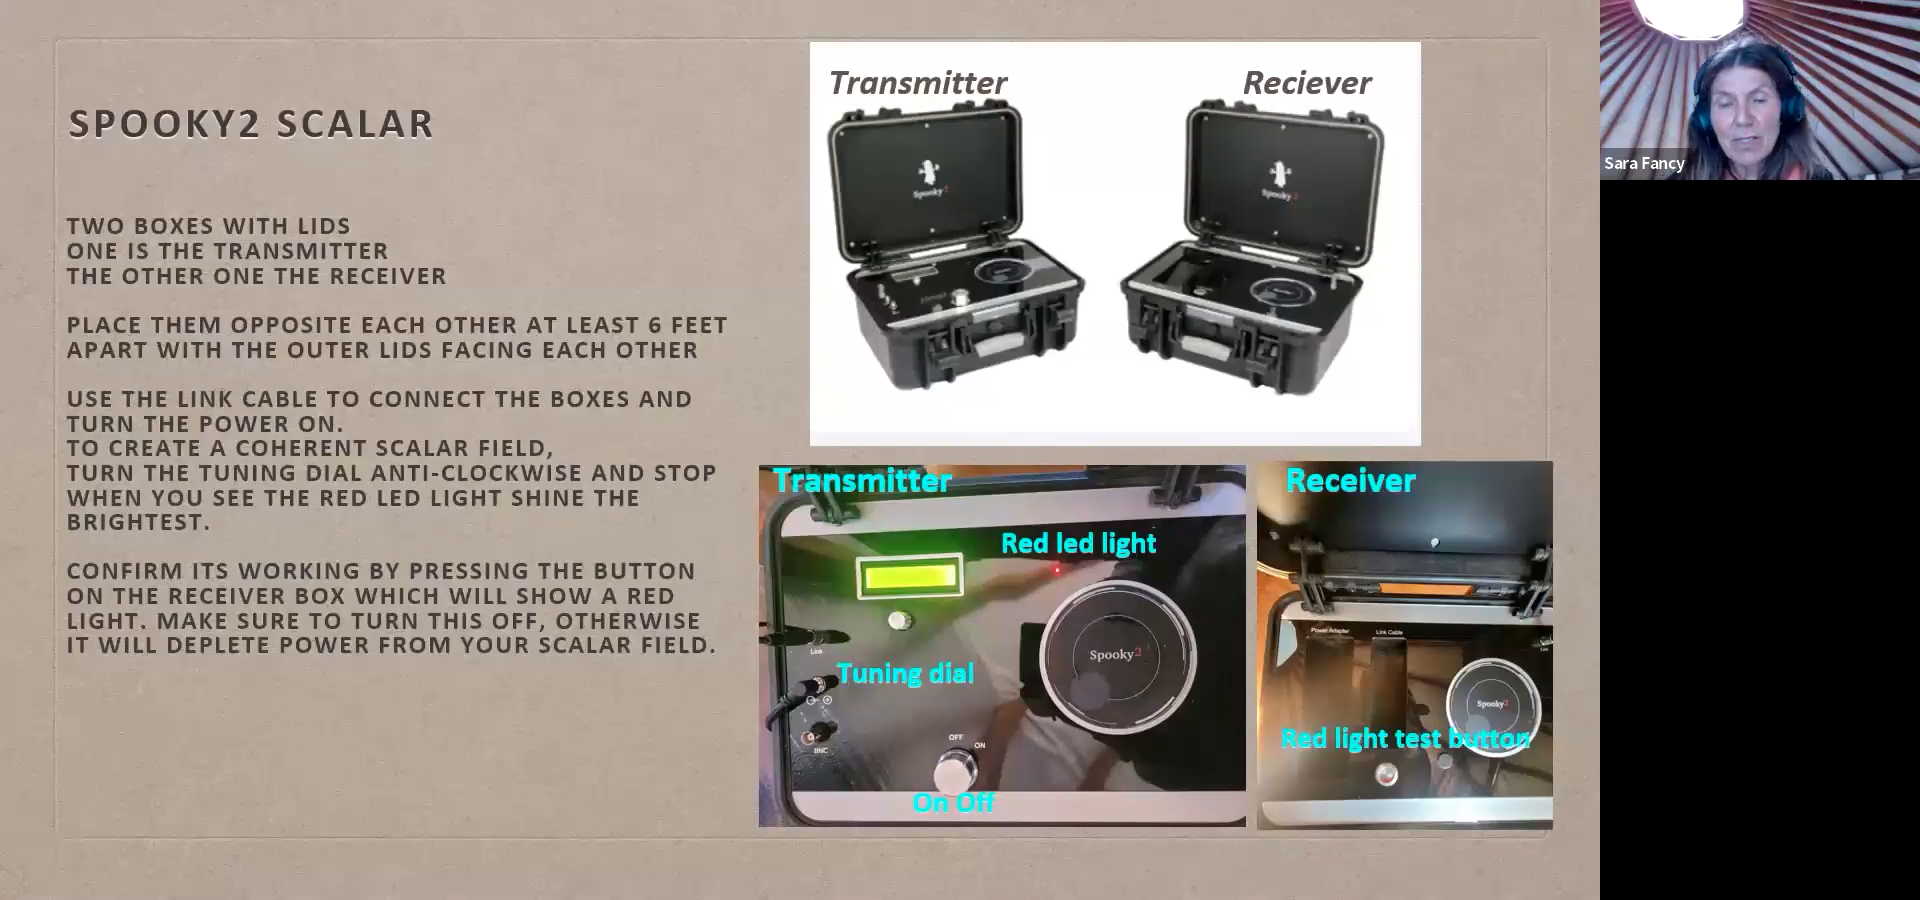 SPOOKY2 SCALAR
TWO BOXES WITH LIDS
ONE IS THE TRANSMITTER
THE OTHER ONE THE RECEIVER
PLACE THEM OPPOSITE EACH OTHER AT LEAST 6 FEET
APART WITH THE OUTER LIDS FACING EACH OTHER
USE THE LINK CABLE TO CONNECT THE BOXES AND
TURN THE POWER ON.
TO CREATE A COHERENT SCALAR FIELD,
TURN THE TUNING DIAL ANTI-CLOCKWISE AND STOP
WHEN YOU SEE THE RED LED LIGHT SHINE THE
BRIGHTEST.
CONFIRM ITS WORKING BY PRESSING THE BUTTON
ON THE RECEIVER BOX WHICH WILL SHOW A RED
LIGHT. MAKE SURE TO TURN THIS OFF, OTHERWISE
IT WILL DEPLETE POWER FROM YOUR SCALAR FIELD.
Transmitter
Reciever
Spooky2
Spooky2
Transmitter
Red led light
Link
Spooky2
Tuning dial
BNC
OFF
ON
On Off
Receiver
Power Adapter
Link Cable
Spooky2
Red light test button
Sara Fancy